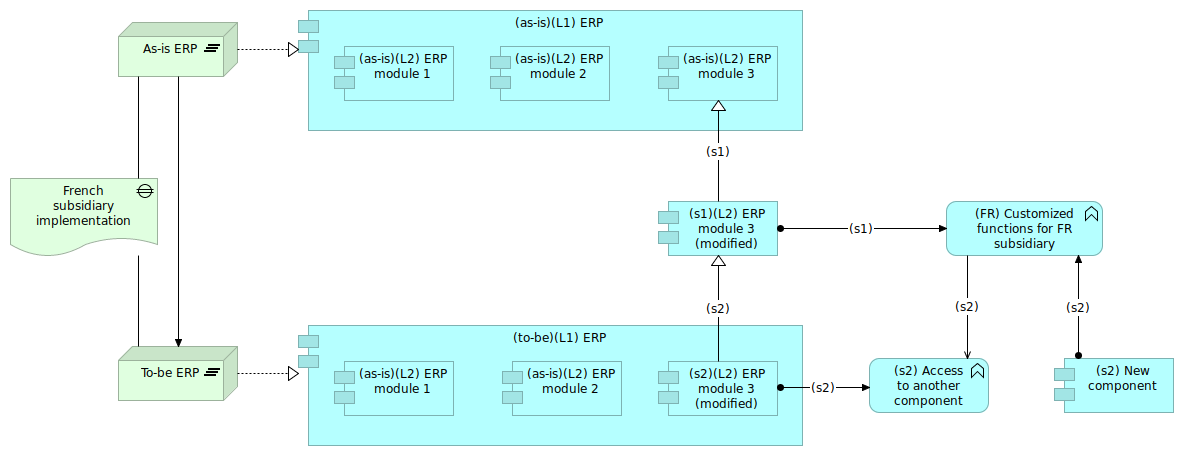 As-is ERP
(as-is)(L1) ERP
(as-is)(L2) ERP
module 1
(as-is)(L2) ERP
module 2
(as-is)(L2) ERP
module 3
(s1)
French
subsidiary
implementation
(s1)(L2) ERP
module 3
(modified)
(s1)
(FR) Customized
functions for FR
subsidiary
(s2)
(s2)
(s2)
To-be ERP
(to-be)(L1) ERP
(as-is)(L2) ERP
module 1
(as-is)(L2) ERP
module 2
(s2)(L2) ERP
module 3
(modified)
(s2)
(s2) Access
to another
component
(s2) New
component